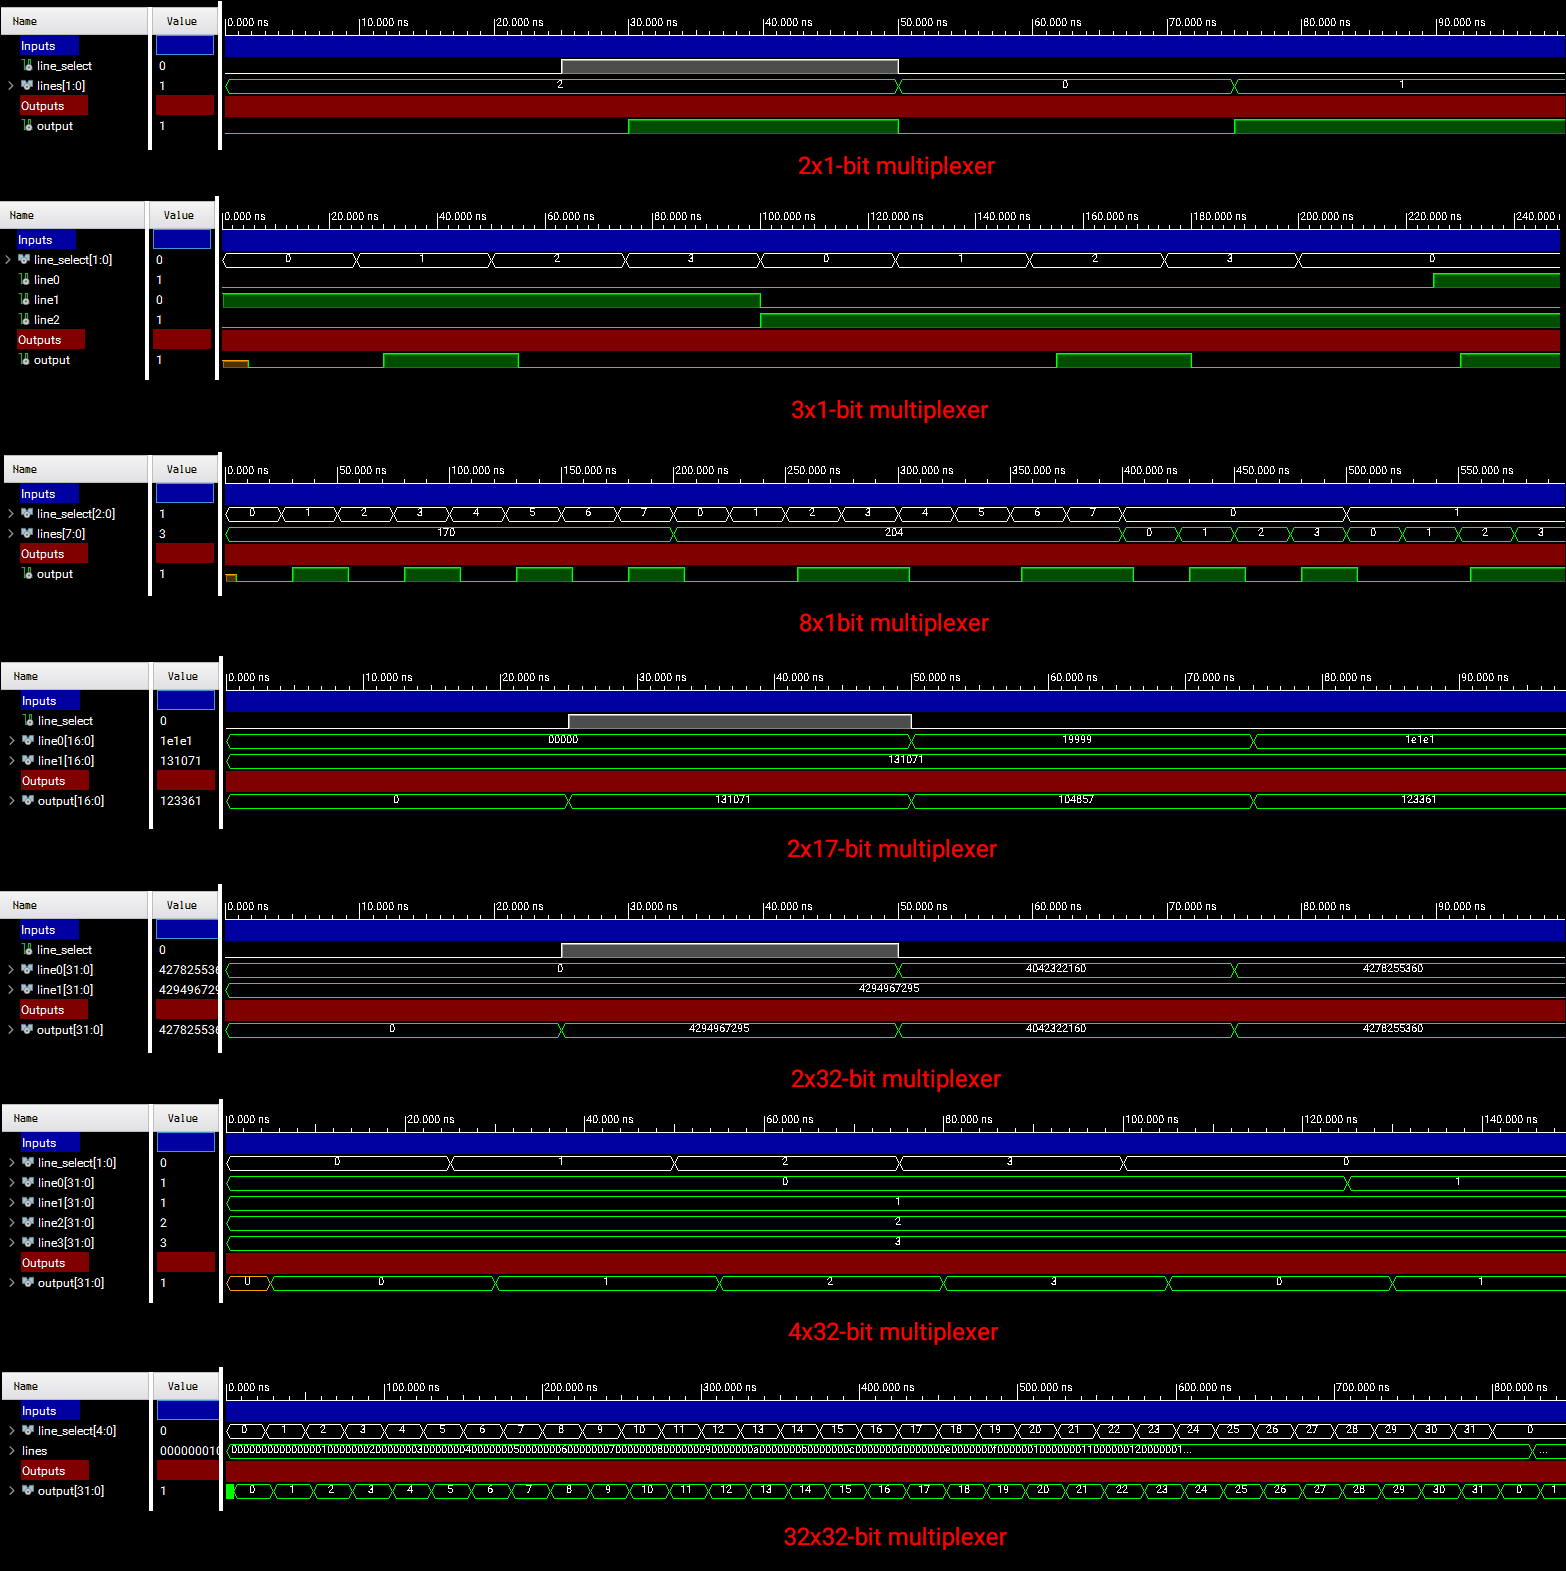 Name Value 0.000 ns 10.000 ns 20.000 ns 30.000 ns 40.000 ns 50.000 ns 60.000 ns 70.000 ns 80.000 ns 90.000 ns
Inputs
line_select 0
lines[1:0] 1 2 0 1
Outputs
output 1
2x1-bit multiplexer
Name Value 0.000 ns 20.000 ns 40.000 ns 60.000 ns 80.000 ns 100.000 ns 120.000 ns 140.000 ns 160.000 ns 180.000 ns 200.000 ns 220.000 ns 240.000
Inputs
line_select[1:0] 0 0 1 2 3 0 1 2 3 0
line0 1
line1 0
line2 1
Outputs
output 1
3x1-bit multiplexer
Name Value 0.000 ns 50.000 ns 100.000 ns 150.000 ns 200.000 ns 250.000 ns 300.000 ns 350.000 ns 400.000 ns 450.000 ns 500.000 ns 550.000 ns
Inputs
line_select[2:0] 1 0 1 2 3 4 5 6 7 0 1 2 3 4 5 6 7 0 1
lines[7:0] 3 170 204 0 1 2 3 0 1 2 3
Outputs
output 1
8x1bit multiplexer
Name Value 0.000 ns 10.000 ns 20.000 ns 30.000 ns 40.000 ns 50.000 ns 60.000 ns 70.000 ns 80.000 ns 90.000 ns
Inputs
line_select 0
line0[16:0] 1e1e1 00000 19999 1e1e1
line1[16:0] 131071 131071
Outputs
output[16:0] 123361 0 131071 104857 123361
2x17-bit multiplexer
Name Value 0.000 ns 10.000 ns 20.000 ns 30.000 ns 40.000 ns 50.000 ns 60.000 ns 70.000 ns 80.000 ns 90.000 ns
Inputs
line_select 0
line0[31:0] 427825536 0 4042322160 4278255360
line1[31:0] 429496729 4294967295
Outputs
output[31:0] 427825536 0 4294967295 4042322160 4278255360
2x32-bit multiplexer
Name Value 0.000 ns 20.000 ns 40.000 ns 60.000 ns 80.000 ns 100.000 ns 120.000 ns 140.000 ns
Inputs
line_select[1:0] 0 0 1 2 3 0
line0[31:0] 1 0 1
line1[31:0] 1 1
line2[31:0] 2 2
line3[31:0] 3 3
Outputs
output[31:0] 1 U 0 1 2 3 0 1
4x32-bit multiplexer
Name Value 0.000 ns 100.000 ns 200.000 ns 300.000 ns 400.000 ns 500.000 ns 600.000 ns 700.000 ns 800.000 ns
Inputs
line_select[4:0] 0 0 1 2 3 4 5 6 7 8 9 10 11 12 13 14 15 16 17 18 19 20 21 22 23 24 25 26 27 28 29 30 31 0
lines 000000010 ...
Outputs
output[31:0] 1 0 1 2 3 4 5 6 7 8 9 10 11 12 13 14 15 16 17 18 19 20 21 22 23 24 25 26 27 28 29 30 31 0 1
32x32-bit multiplexer